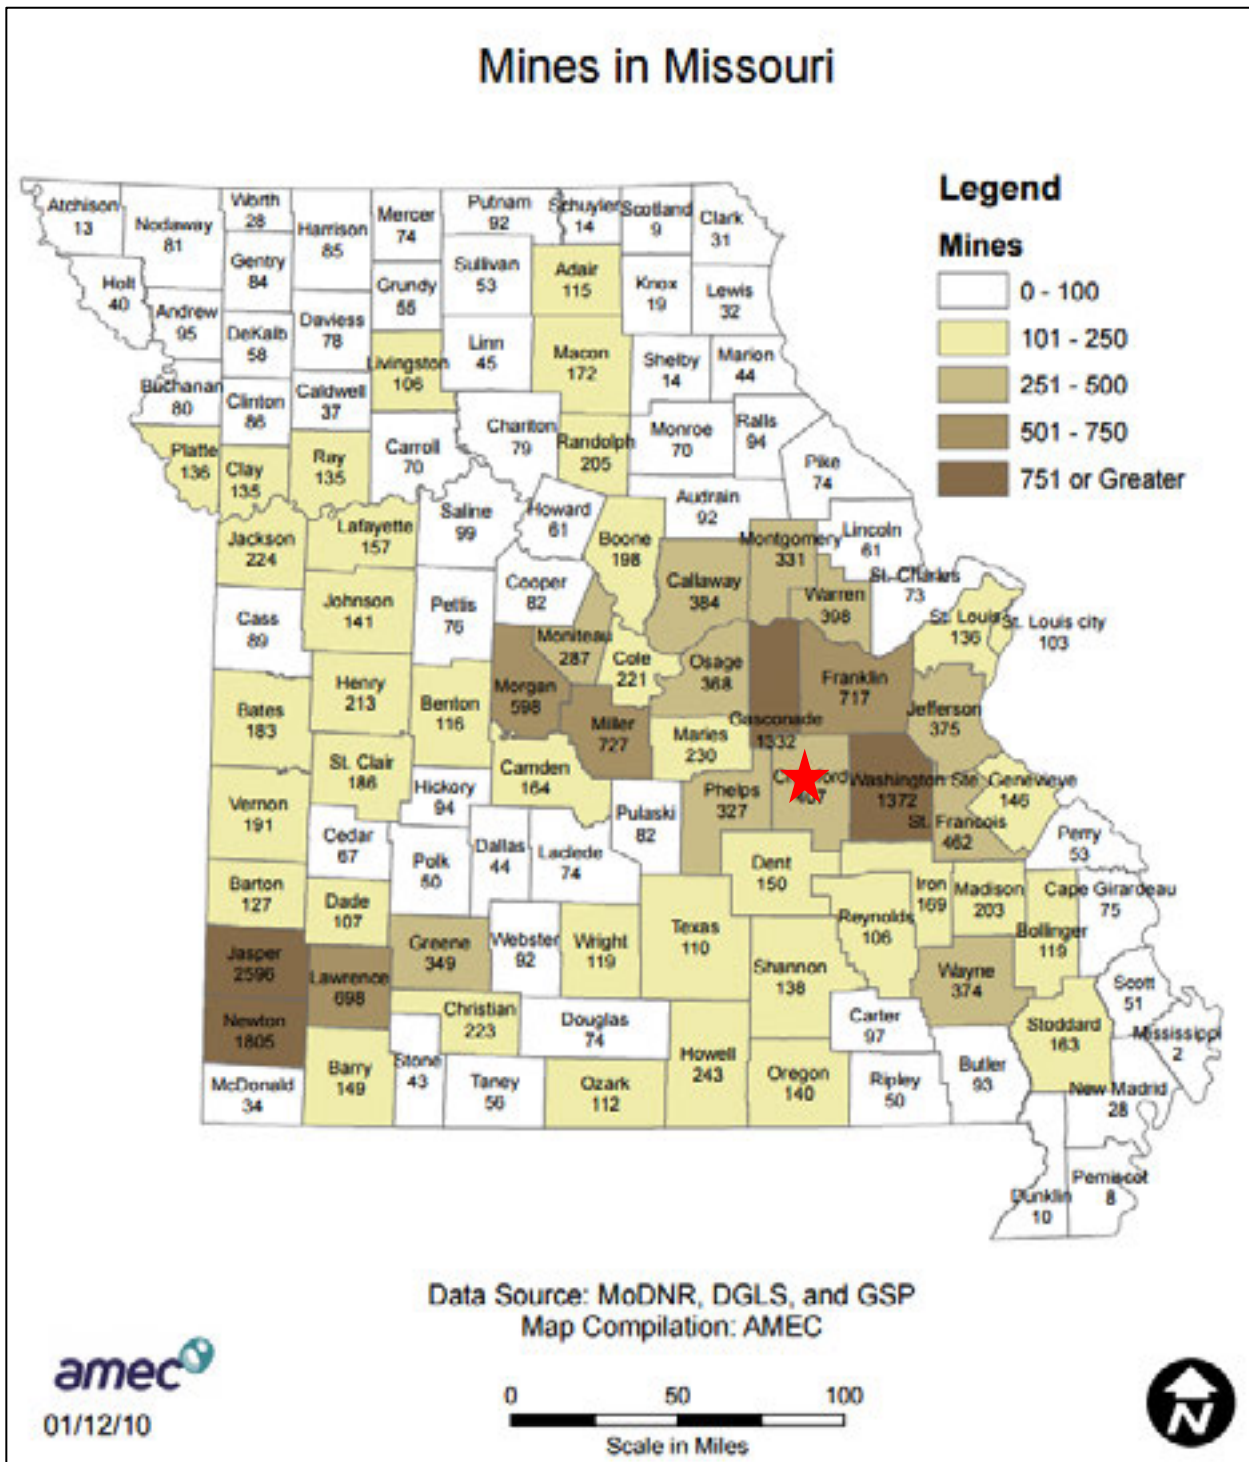 Mines in Missouri
Legend
Mines
0 - 100
101 - 250
251 - 500
501 - 750
751 or Greater
Atchison
13
Nodaway
81
Worth
28
Harrison
85
Mercer
74
Putnam
92
Schuyler
14
Scotland
9
Clark
31
Holt
40
Gentry
84
Grundy
55
Sullivan
53
Adair
115
Knox
19
Lewis
32
Andrew
95
DeKalb
58
Daviess
78
Livingston
106
Linn
45
Macon
172
Shelby
14
Marion
44
Buchanan
80
Clinton
86
Caldwell
37
Carroll
70
Chariton
79
Randolph
205
Monroe
70
Ralls
94
Pike
74
Platte
136
Clay
135
Ray
135
Saline
99
Howard
61
Boone
198
Audrain
92
Lincoln
61
Jackson
224
Lafayette
157
Cooper
82
Callaway
384
Montgomery
331
Warren
398
St. Charles
73
St. Louis
136
St. Louis city
103
Cass
89
Johnson
141
Pettis
76
Moniteau
287
Cole
221
Osage
368
Gasconade
1332
Franklin
717
Jefferson
375
Bates
183
Henry
213
Benton
116
Morgan
598
Miller
727
Maries
230
Vernon
191
St. Clair
186
Hickory
94
Camden
164
Pulaski
82
Phelps
327
Washington
1372
Ste. Genevieve
146
St. Francois
462
Perry
53
Cedar
67
Polk
50
Dallas
44
Laclede
74
Dent
150
Iron
169
Madison
203
Cape Girardeau
75
Bollinger
119
Barton
127
Dade
107
Greene
349
Webster
92
Wright
119
Texas
110
Reynolds
106
Shannon
138
Wayne
374
Scott
51
Mississippi
2
Jasper
2596
Lawrence
698
Christian
223
Douglas
74
Howell
243
Carter
97
Butler
93
Stoddard
163
New Madrid
28
Newton
1805
McDonald
34
Barry
149
Stone
43
Taney
56
Ozark
112
Oregon
140
Ripley
50
Dunklin
10
Pemiscot
8
Data Source: MoDNR, DGLS, and GSP
Map Compilation: AMEC
amec
01/12/10
0 50 100
Scale in Miles
N